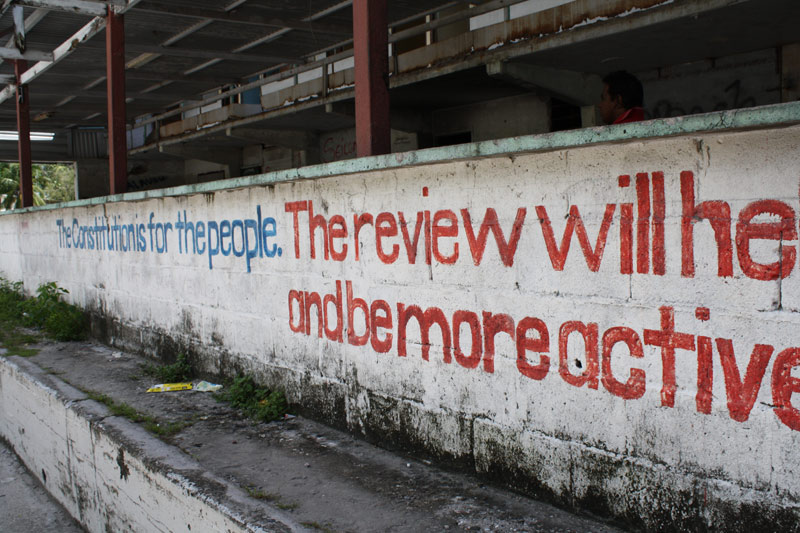 The Constitution is for the people. The review will he
and be more active